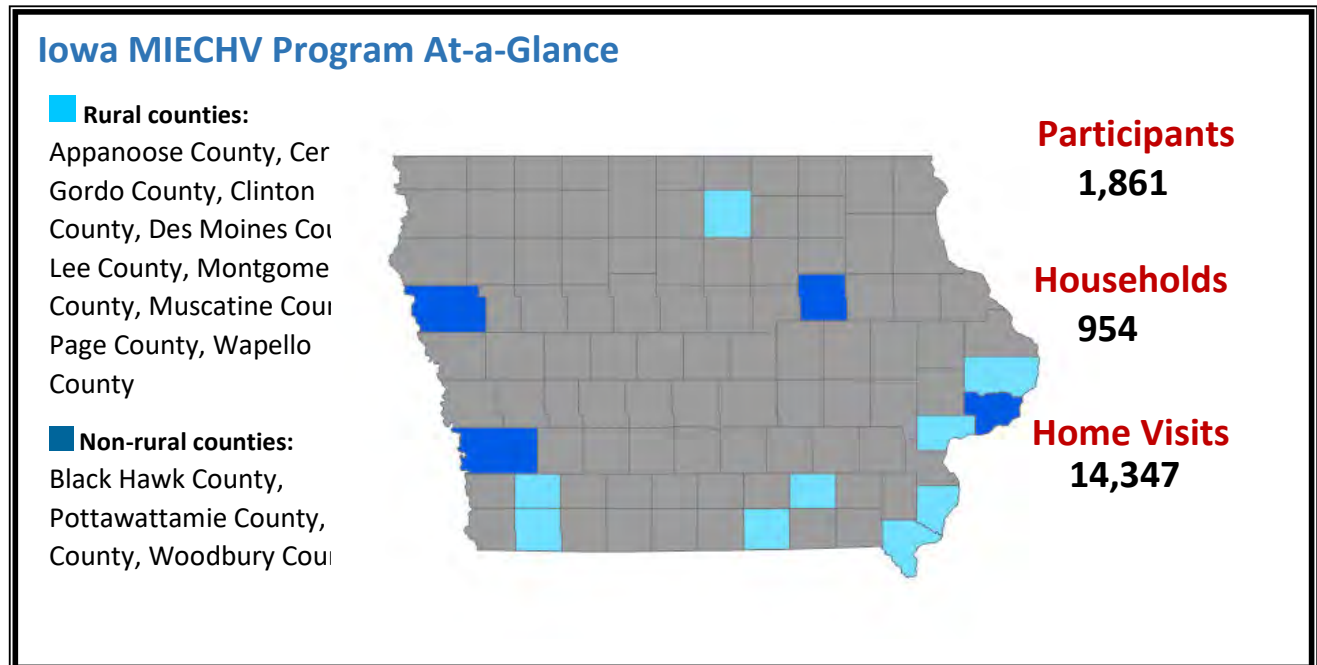 Iowa MIECHV Program At-a-Glance
Rural counties:
Appanoose County, Cer
Gordo County, Clinton
County, Des Moines Cou
Lee County, Montgome
County, Muscatine Coun
Page County, Wapello
County
Non-rural counties:
Black Hawk County,
Pottawattamie County,
County, Woodbury Coun
Participants
1,861
Households
954
Home Visits
14,347